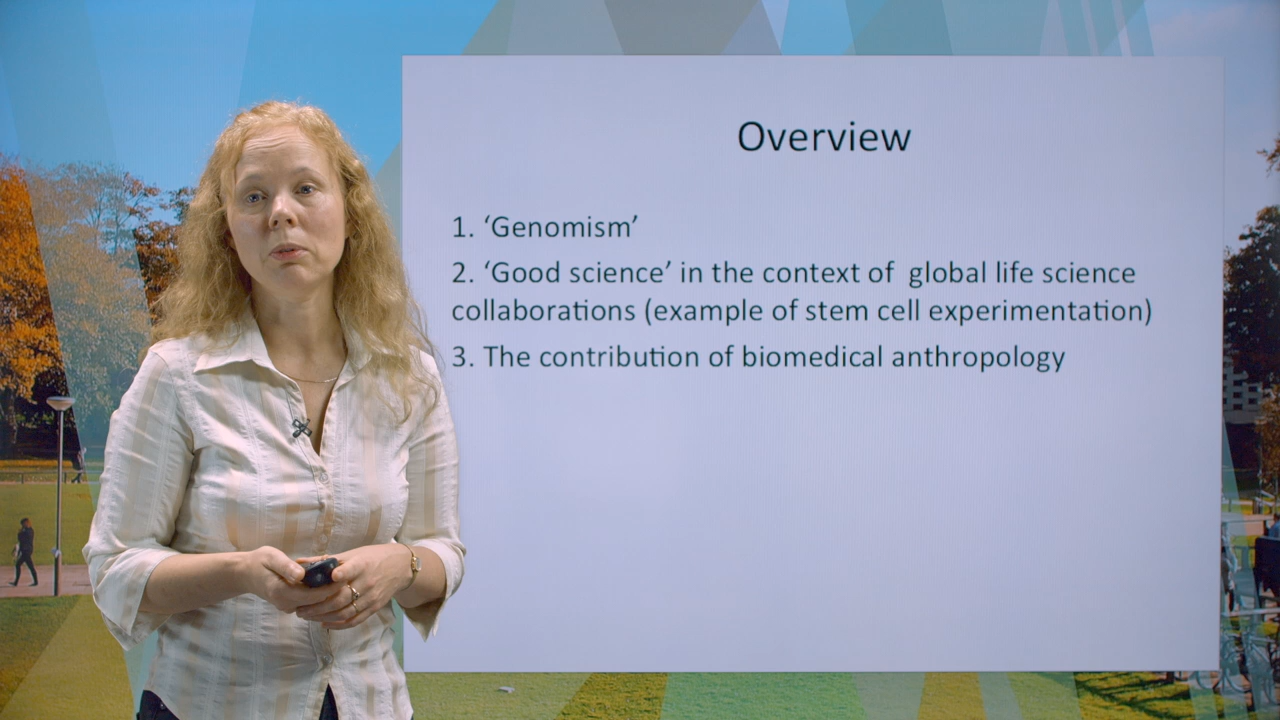 Overview
1. ‘Genomism’
2. ‘Good science’ in the context of  global life science
collaborations (example of stem cell experimentation)
3. The contribution of biomedical anthropology